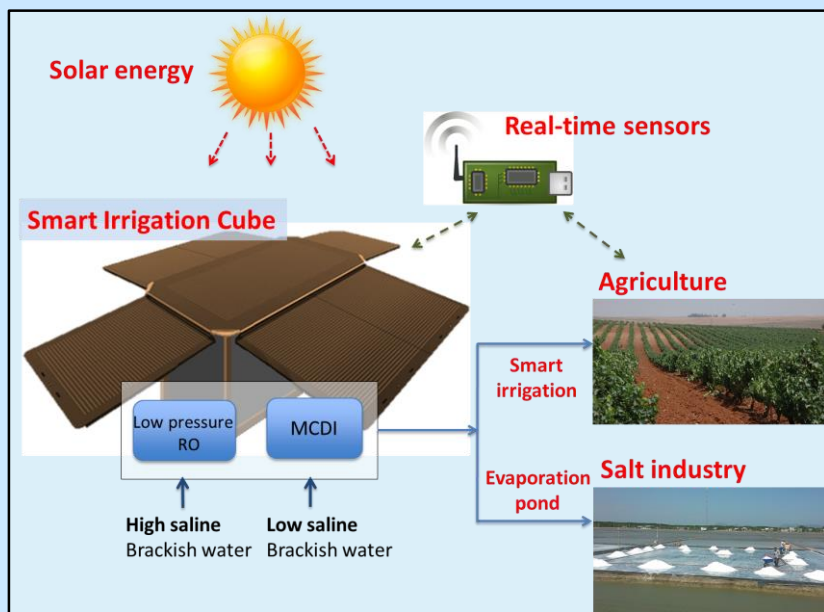 Solar energy
Real-time sensors
Smart Irrigation Cube
Agriculture
Smart
irrigation
Low pressure
RO
MCDI
Evaporation
pond
Salt industry
High saline
Brackish water
Low saline
Brackish water